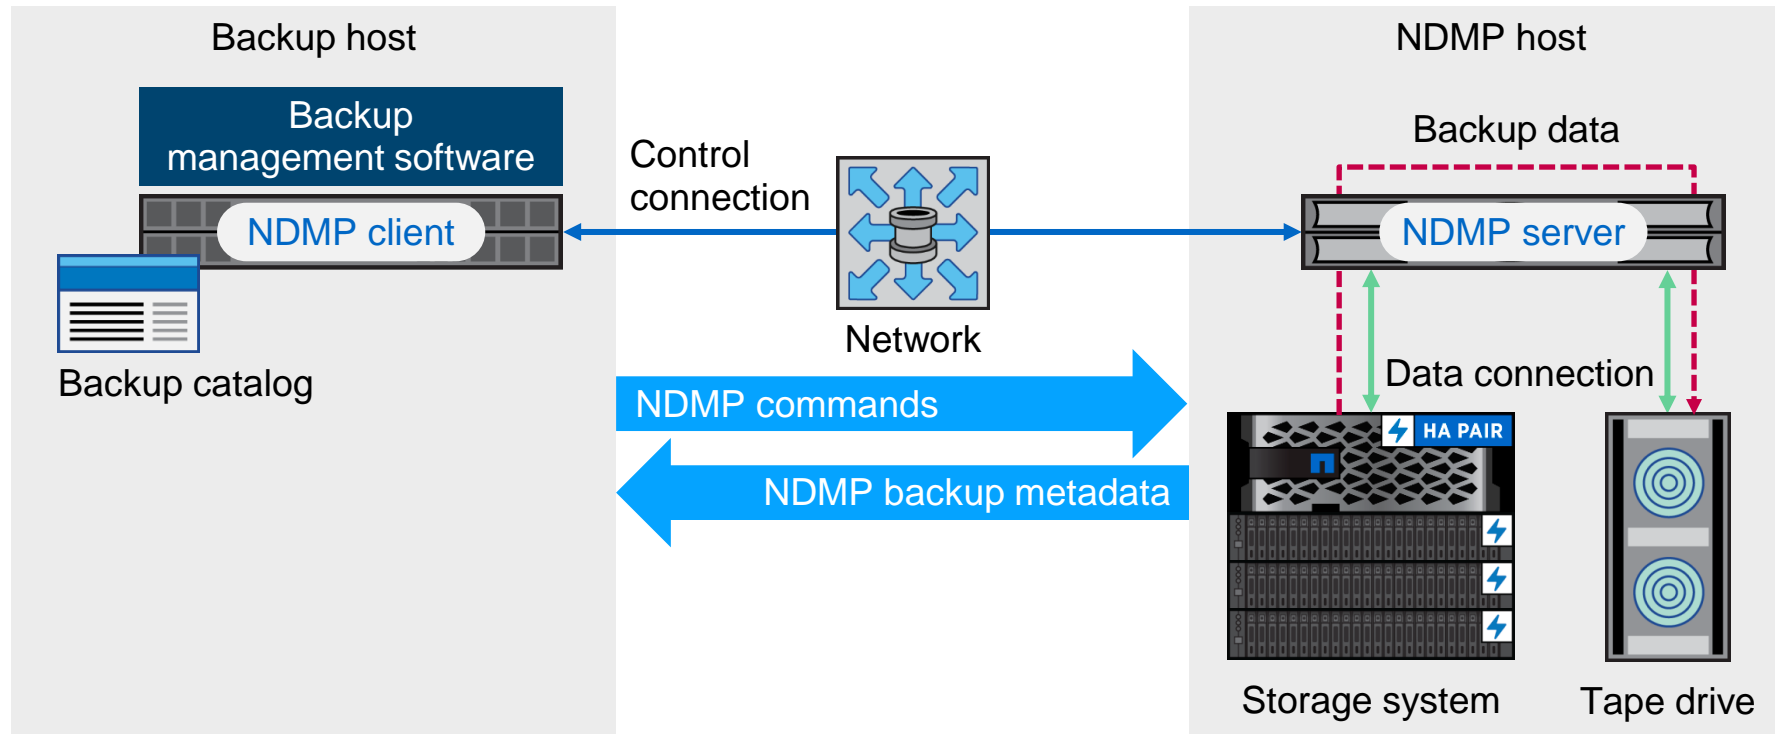 Backup host
NDMP host
Backup
management software
Backup data
Control
connection
NDMP client
NDMP server
Network
Backup catalog
Data connection
NDMP commands
HA PAIR
NDMP backup metadata
Storage system
Tape drive